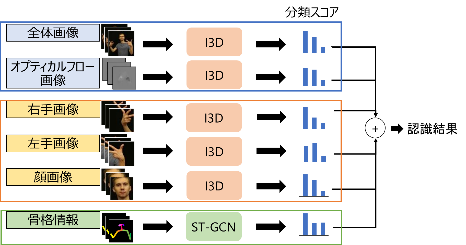 分類スコア
全体画像
I3D
オプティカルフロー
画像
I3D
右手画像
I3D
+
認識結果
左手画像
I3D
顔画像
I3D
骨格情報
ST-GCN